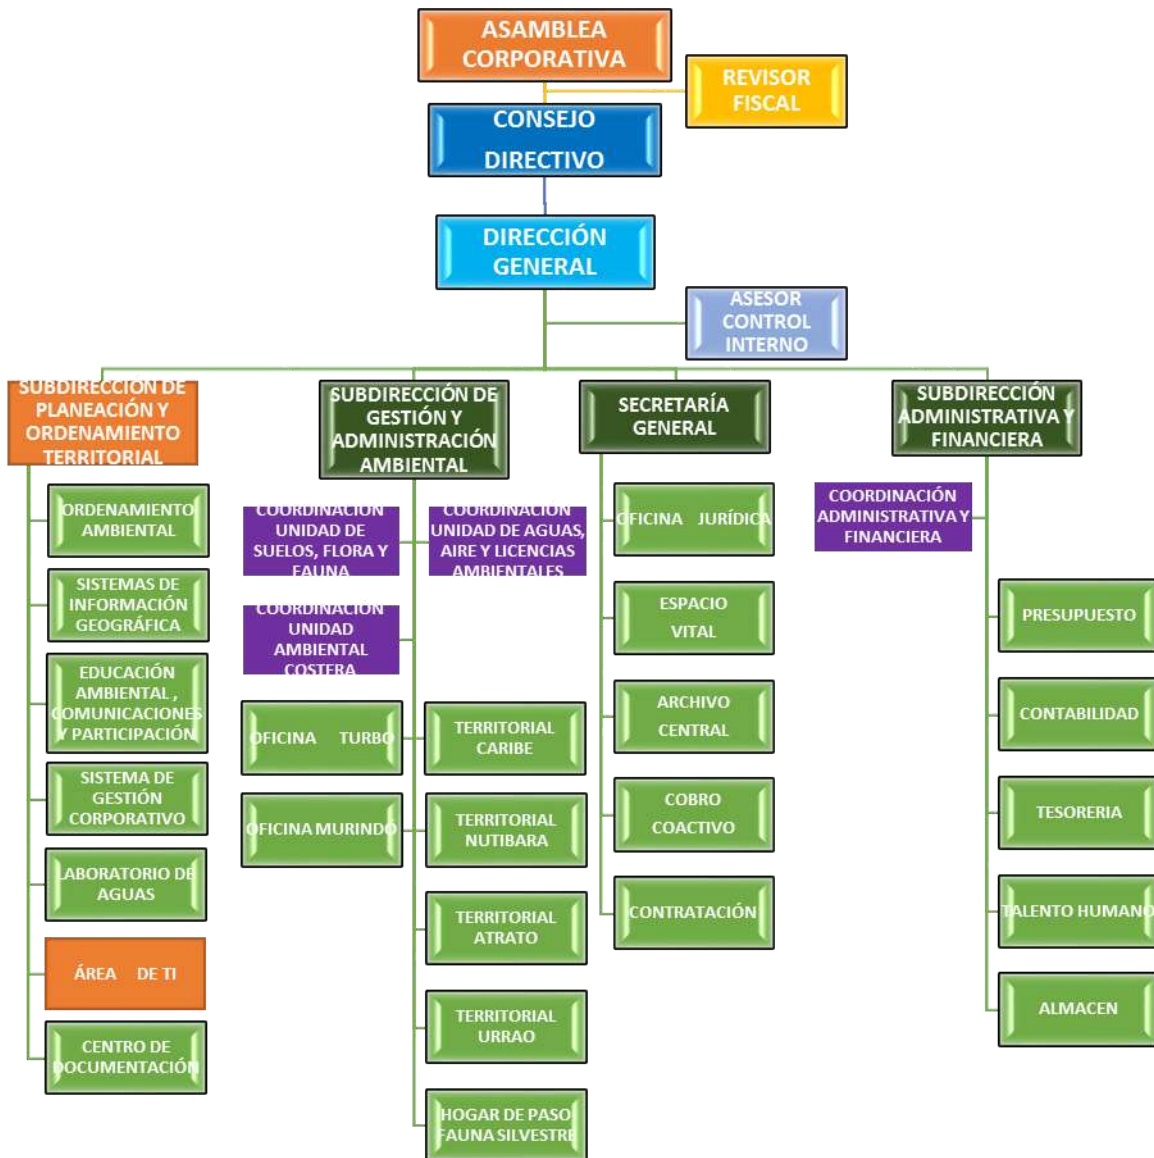 ASAMBLEA
CORPORATIVA
REVISOR
FISCAL
CONSEJO
DIRECTIVO
DIRECCIÓN
GENERAL
ASESOR
CONTROL
INTERNO
SUBDIRECCIÓN DE
PLANEACIÓN Y
ORDENAMIENTO
TERRITORIAL
ORDENAMIENTO
AMBIENTAL
SISTEMAS DE
INFORMACIÓN
GEOGRÁFICA
EDUCACIÓN
AMBIENTAL ,
COMUNICACIONES
Y PARTICIPACIÓN
SISTEMA DE
GESTIÓN
CORPORATIVO
LABORATORIO DE
AGUAS
ÁREA DE TI
CENTRO DE
DOCUMENTACIÓN
SUBDIRECCIÓN DE
GESTIÓN Y
ADMINISTRACIÓN
AMBIENTAL
COORDINACIÓN
UNIDAD DE
SUELOS, FLORA Y
FAUNA
COORDINACIÓN
UNIDAD DE AGUAS,
AIRE Y LICENCIAS
AMBIENTALES
COORDINACIÓN
UNIDAD
AMBIENTAL
COSTERA
OFICINA TURBO
TERRITORIAL
CARIBE
OFICINA MURINDO
TERRITORIAL
NUTIBARA
TERRITORIAL
ATRATO
TERRITORIAL
URRAO
HOGAR DE PASO
FAUNA SILVESTRE
SECRETARÍA
GENERAL
OFICINA JURÍDICA
ESPACIO
VITAL
ARCHIVO
CENTRAL
COBRO
COACTIVO
CONTRATACIÓN
SUBDIRECCIÓN
ADMINISTRATIVA Y
FINANCIERA
COORDINACIÓN
ADMINISTRATIVA Y
FINANCIERA
PRESUPUESTO
CONTABILIDAD
TESORERIA
TALENTO HUMANO
ALMACEN